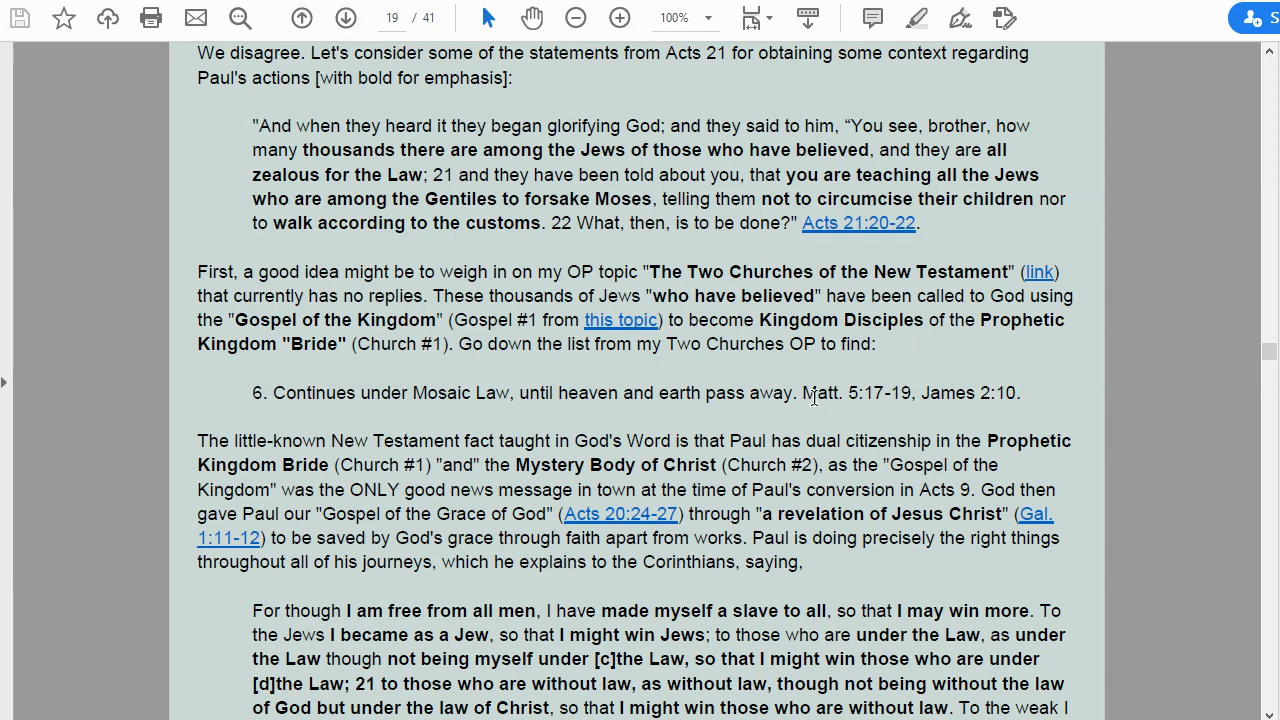 19 / 41
100%
S
We disagree. Let's consider some of the statements from Acts 21 for obtaining some context regarding
Paul's actions [with bold for emphasis]:
"And when they heard it they began glorifying God; and they said to him, “You see, brother, how
many thousands there are among the Jews of those who have believed, and they are all
zealous for the Law; 21 and they have been told about you, that you are teaching all the Jews
who are among the Gentiles to forsake Moses, telling them not to circumcise their children nor
to walk according to the customs. 22 What, then, is to be done?" Acts 21:20-22.
First, a good idea might be to weigh in on my OP topic "The Two Churches of the New Testament" (link)
that currently has no replies. These thousands of Jews "who have believed" have been called to God using
the "Gospel of the Kingdom" (Gospel #1 from this topic) to become Kingdom Disciples of the Prophetic
Kingdom "Bride" (Church #1). Go down the list from my Two Churches OP to find:
6. Continues under Mosaic Law, until heaven and earth pass away. Matt. 5:17-19, James 2:10.
The little-known New Testament fact taught in God's Word is that Paul has dual citizenship in the Prophetic
Kingdom Bride (Church #1) "and" the Mystery Body of Christ (Church #2), as the "Gospel of the
Kingdom" was the ONLY good news message in town at the time of Paul's conversion in Acts 9. God then
gave Paul our "Gospel of the Grace of God" (Acts 20:24-27) through "a revelation of Jesus Christ" (Gal.
1:11-12) to be saved by God's grace through faith apart from works. Paul is doing precisely the right things
throughout all of his journeys, which he explains to the Corinthians, saying,
For though I am free from all men, I have made myself a slave to all, so that I may win more. To
the Jews I became as a Jew, so that I might win Jews; to those who are under the Law, as under
the Law though not being myself under [c]the Law, so that I might win those who are under
[d]the Law; 21 to those who are without law, as without law, though not being without the law
of God but under the law of Christ, so that I might win those who are without law. To the weak I